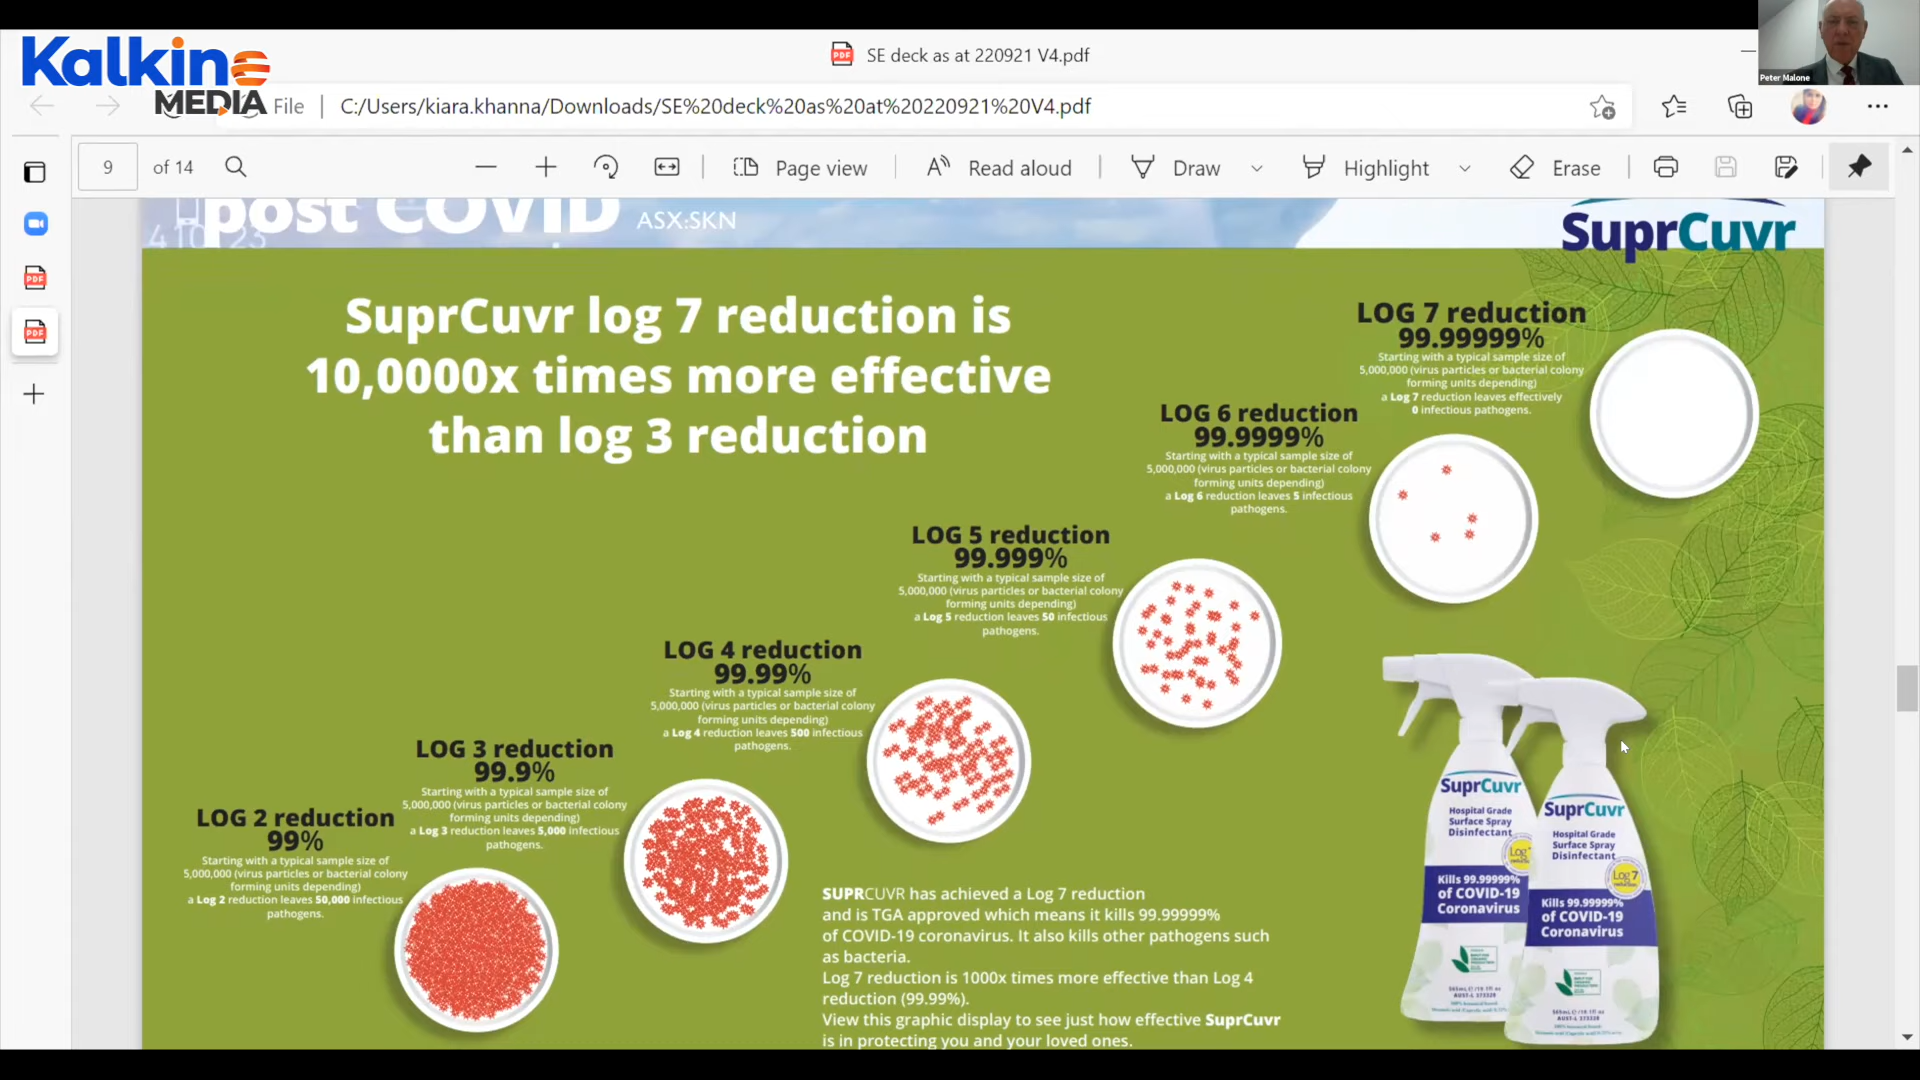 Kalkine
MEDIA
SE deck as at 220921 V4.pdf
Peter Malone
File
C:/Users/kiara.khanna/Downloads/SE%20deck%20as%20at%20220921%20V4.pdf
9 of 14
Page view
Read aloud
Draw
Highlight
Erase
post COVID ASX:SKN
SuprCuvr
SuprCuvr log 7 reduction is
10,0000x times more effective
than log 3 reduction
LOG 7 reduction
99.99999%
Starting with a typical sample size of
5,000,000 (virus particles or bacterial colony
forming units depending)
a Log 7 reduction leaves effectively
0 infectious pathogens.
LOG 6 reduction
99.9999%
Starting with a typical sample size of
5,000,000 (virus particles or bacterial colony
forming units depending)
a Log 6 reduction leaves 5 infectious
pathogens.
LOG 5 reduction
99.999%
Starting with a typical sample size of
5,000,000 (virus particles or bacterial colony
forming units depending)
a Log 5 reduction leaves 50 infectious
pathogens.
LOG 4 reduction
99.99%
Starting with a typical sample size of
5,000,000 (virus particles or bacterial colony
forming units depending)
a Log 4 reduction leaves 500 infectious
pathogens.
LOG 3 reduction
99.9%
Starting with a typical sample size of
5,000,000 (virus particles or bacterial colony
forming units depending)
a Log 3 reduction leaves 5,000 infectious
pathogens.
LOG 2 reduction
99%
Starting with a typical sample size of
5,000,000 (virus particles or bacterial colony
forming units depending)
a Log 2 reduction leaves 50,000 infectious
pathogens.
SUPRCUVR has achieved a Log 7 reduction
and is TGA approved which means it kills 99.99999%
of COVID-19 coronavirus. It also kills other pathogens such
as bacteria.
Log 7 reduction is 1000x times more effective than Log 4
reduction (99.99%).
View this graphic display to see just how effective SuprCuvr
is in protecting you and your loved ones.
SuprCuvr
Hospital Grade
Surface Spray
Disinfectant
Kills 99.99999%
of COVID-19
Coronavirus
SuprCuvr
Hospital Grade
Surface Spray
Disinfectant
Log 7
Kills 99.99999%
of COVID-19
Coronavirus